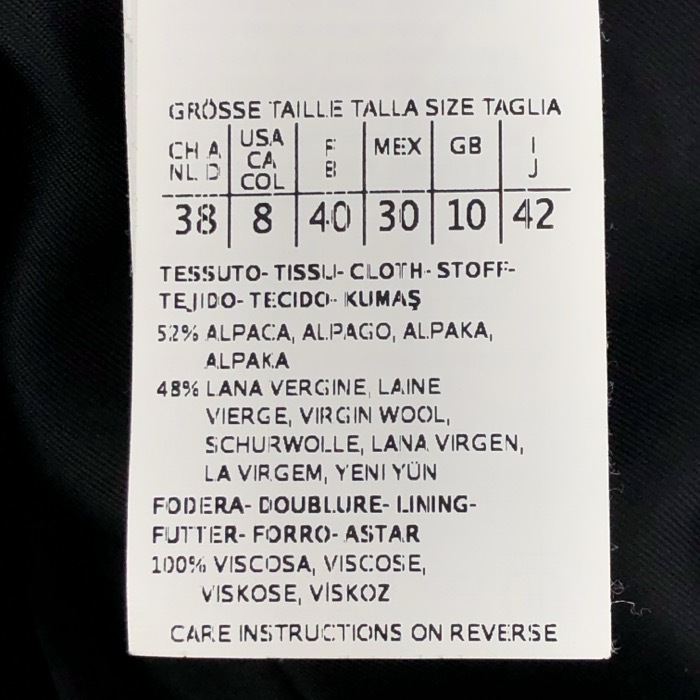 GRÖSSE TAILLE TALLA SIZE TAGLIA
CH A NL D
USA CA COL
F B
MEX
GB
I J
38 8 40 30 10 42
TESSUTO- TISSU- CLOTH- STOFF-
TEJIDO- TECIDO- KUMAŞ
52% ALPACA, ALPAGO, ALPAKA,
ALPAKA
48% LANA VERGINE, LAINE
VIERGE, VIRGIN WOOL,
SCHURWOLLE, LANA VIRGEN,
LA VIRGEM, YENI YÜN
FODERA- DOUBLURE- LINING-
FUTTER- FORRO- ASTAR
100% VISCOSA, VISCOSE,
VISKOSE, VİSKOZ
CARE INSTRUCTIONS ON REVERSE